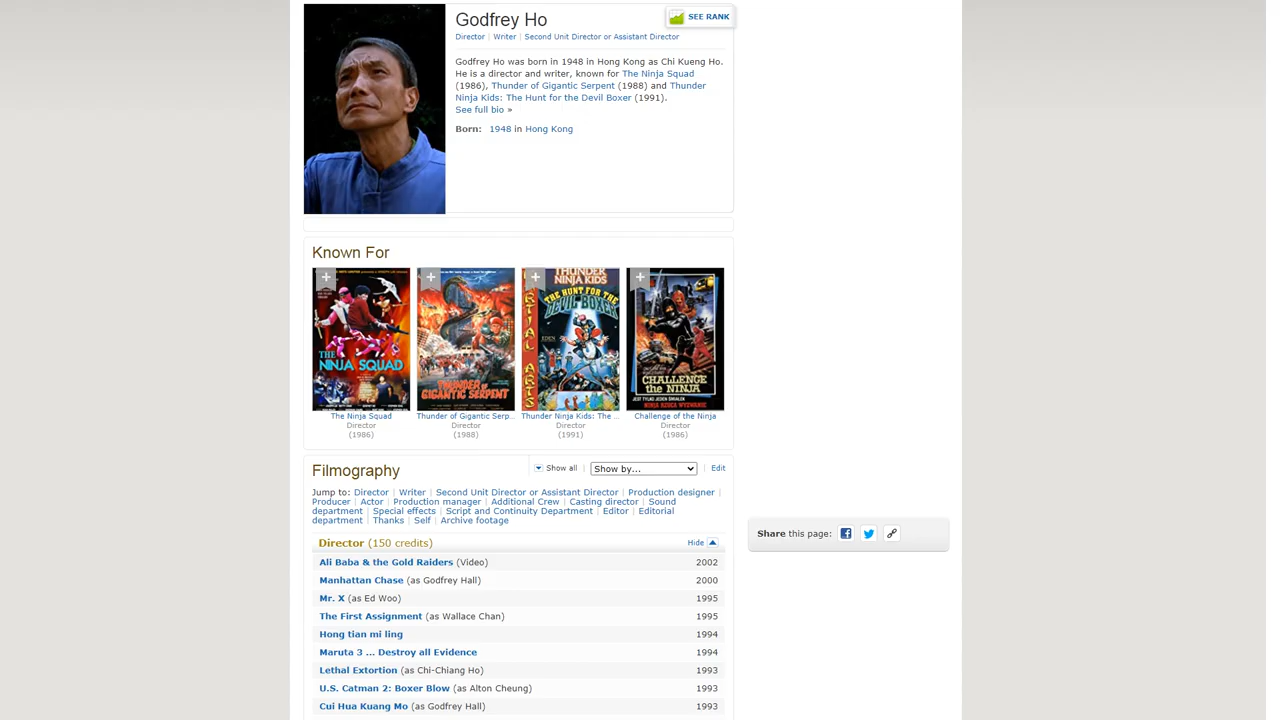 Godfrey Ho
SEE RANK
Director | Writer | Second Unit Director or Assistant Director
Godfrey Ho was born in 1948 in Hong Kong as Chi Kueng Ho.
He is a director and writer, known for The Ninja Squad
(1986), Thunder of Gigantic Serpent (1988) and Thunder
Ninja Kids: The Hunt for the Devil Boxer (1991).
See full bio »
Born: 1948 in Hong Kong
Known For
THE
NINJA SQUAD
THUNDER OF
GIGANTIC SERPENT
THUNDER
NINJA KIDS
THE HUNT FOR THE
DEVIL BOXER
ARTS
CHALLENGE
THE NINJA
The Ninja Squad
Director
(1986)
Thunder of Gigantic Serp...
Director
(1988)
Thunder Ninja Kids: The ...
Director
(1991)
Challenge of the Ninja
Director
(1986)
Filmography
Show all | Show by... | Edit
Jump to: Director | Writer | Second Unit Director or Assistant Director | Production designer |
Producer | Actor | Production manager | Additional Crew | Casting director | Sound
department | Special effects | Script and Continuity Department | Editor | Editorial
department | Thanks | Self | Archive footage
Director (150 credits) Hide
Ali Baba & the Gold Raiders (Video) 2002
Manhattan Chase (as Godfrey Hall) 2000
Mr. X (as Ed Woo) 1995
The First Assignment (as Wallace Chan) 1995
Hong tian mi ling 1994
Maruta 3 ... Destroy all Evidence 1994
Lethal Extortion (as Chi-Chiang Ho) 1993
U.S. Catman 2: Boxer Blow (as Alton Cheung) 1993
Cui Hua Kuang Mo (as Godfrey Hall) 1993
Share this page: